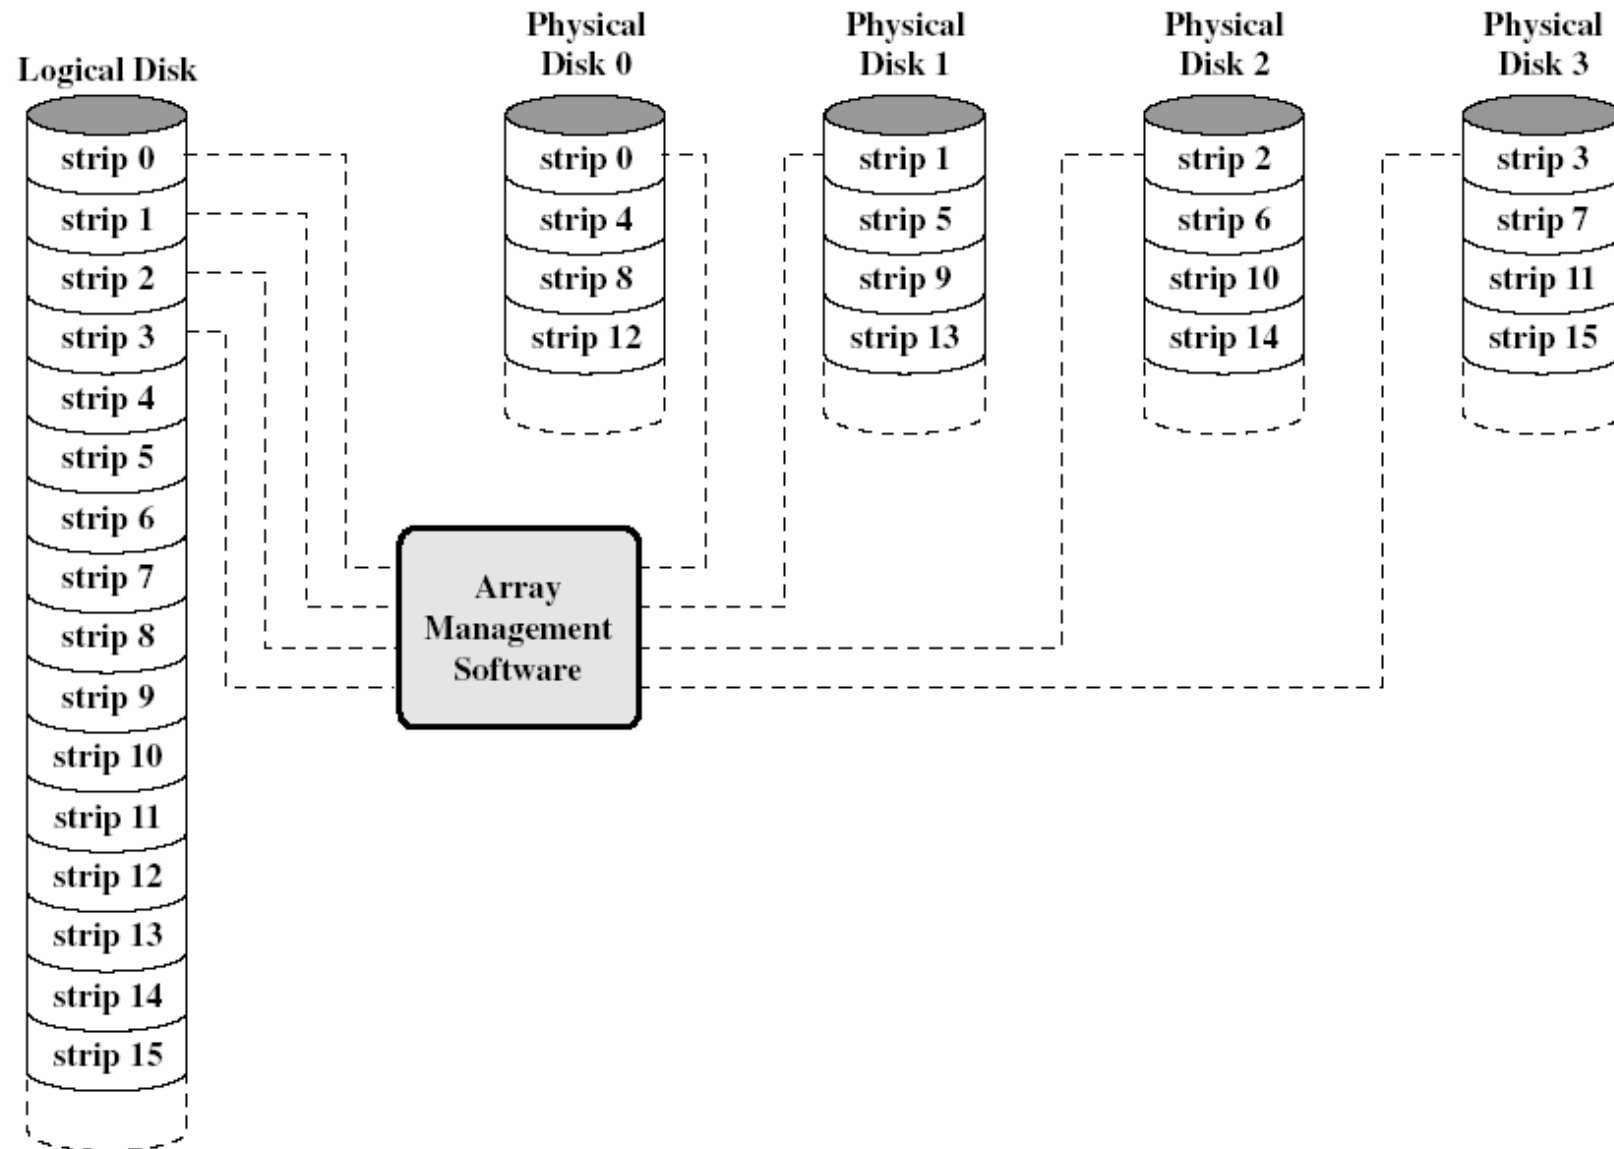 Logical Disk
strip 0
strip 1
strip 2
strip 3
strip 4
strip 5
strip 6
strip 7
strip 8
strip 9
strip 10
strip 11
strip 12
strip 13
strip 14
strip 15
Physical
Disk 0
strip 0
strip 4
strip 8
strip 12
Physical
Disk 1
strip 1
strip 5
strip 9
strip 13
Physical
Disk 2
strip 2
strip 6
strip 10
strip 14
Physical
Disk 3
strip 3
strip 7
strip 11
strip 15
Array
Management
Software